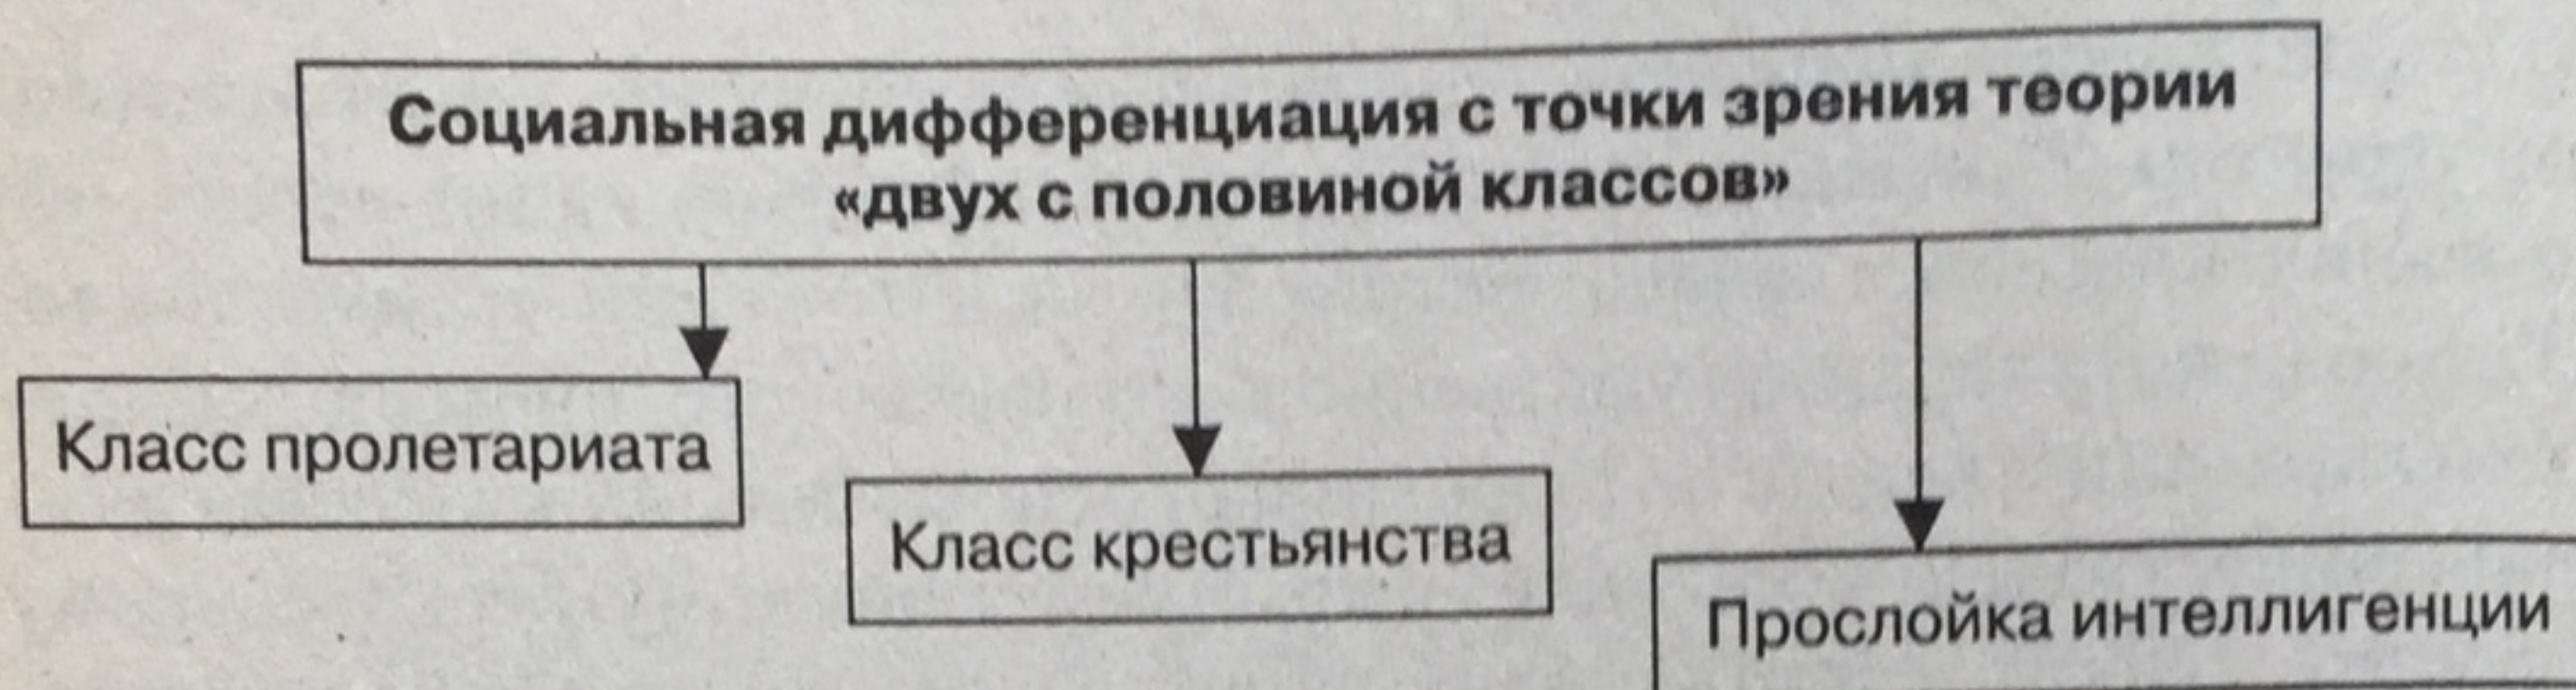 Социальная дифференциация с точки зрения теории
«двух с половиной классов»
Класс пролетариата
Класс крестьянства
Прослойка интеллигенции